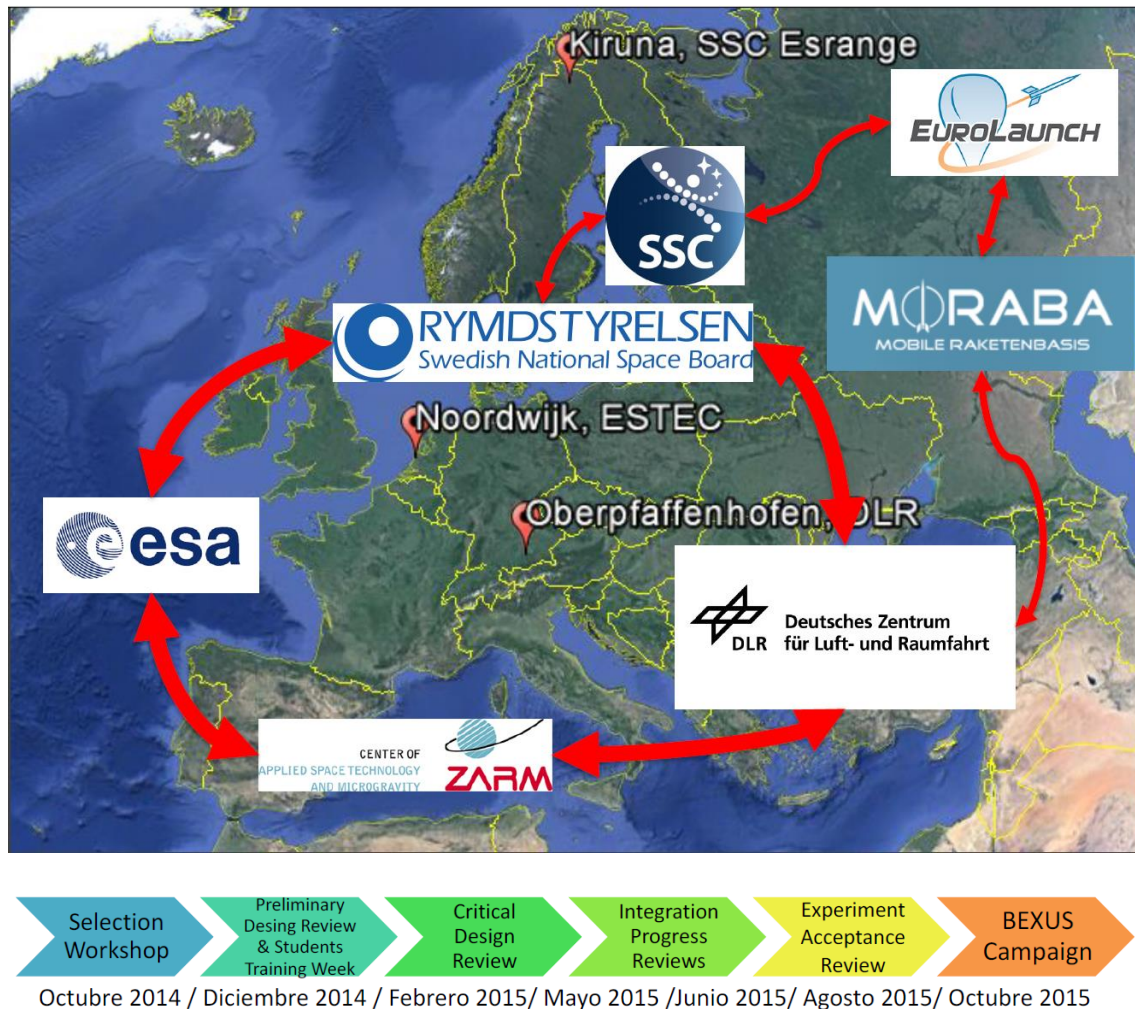 Kiruna, SSC Esrange
EUROLAUNCH
SSC
RYMDSTYRELSEN
Swedish National Space Board
MORABA
MOBILE RAKETENBASIS
Noordwijk, ESTEC
Oberpfaffenhofen, DLR
esa
DLR
Deutsches Zentrum
für Luft- und Raumfahrt
CENTER OF
APPLIED SPACE TECHNOLOGY
AND MICROGRAVITY
ZARM
Selection
Workshop
Preliminary
Desing Review
& Students
Training Week
Critical
Design
Review
Integration
Progress
Reviews
Experiment
Acceptance
Review
BEXUS
Campaign
Octubre 2014 / Diciembre 2014 / Febrero 2015/ Mayo 2015 /Junio 2015/ Agosto 2015/ Octubre 2015